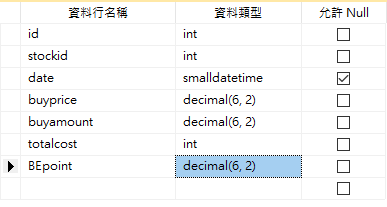 資料行名稱 資料類型 允許 Null
id int
stockid int
date smalldatetime
buyprice decimal(6, 2)
buyamount decimal(6, 2)
totalcost int
BEpoint decimal(6, 2)